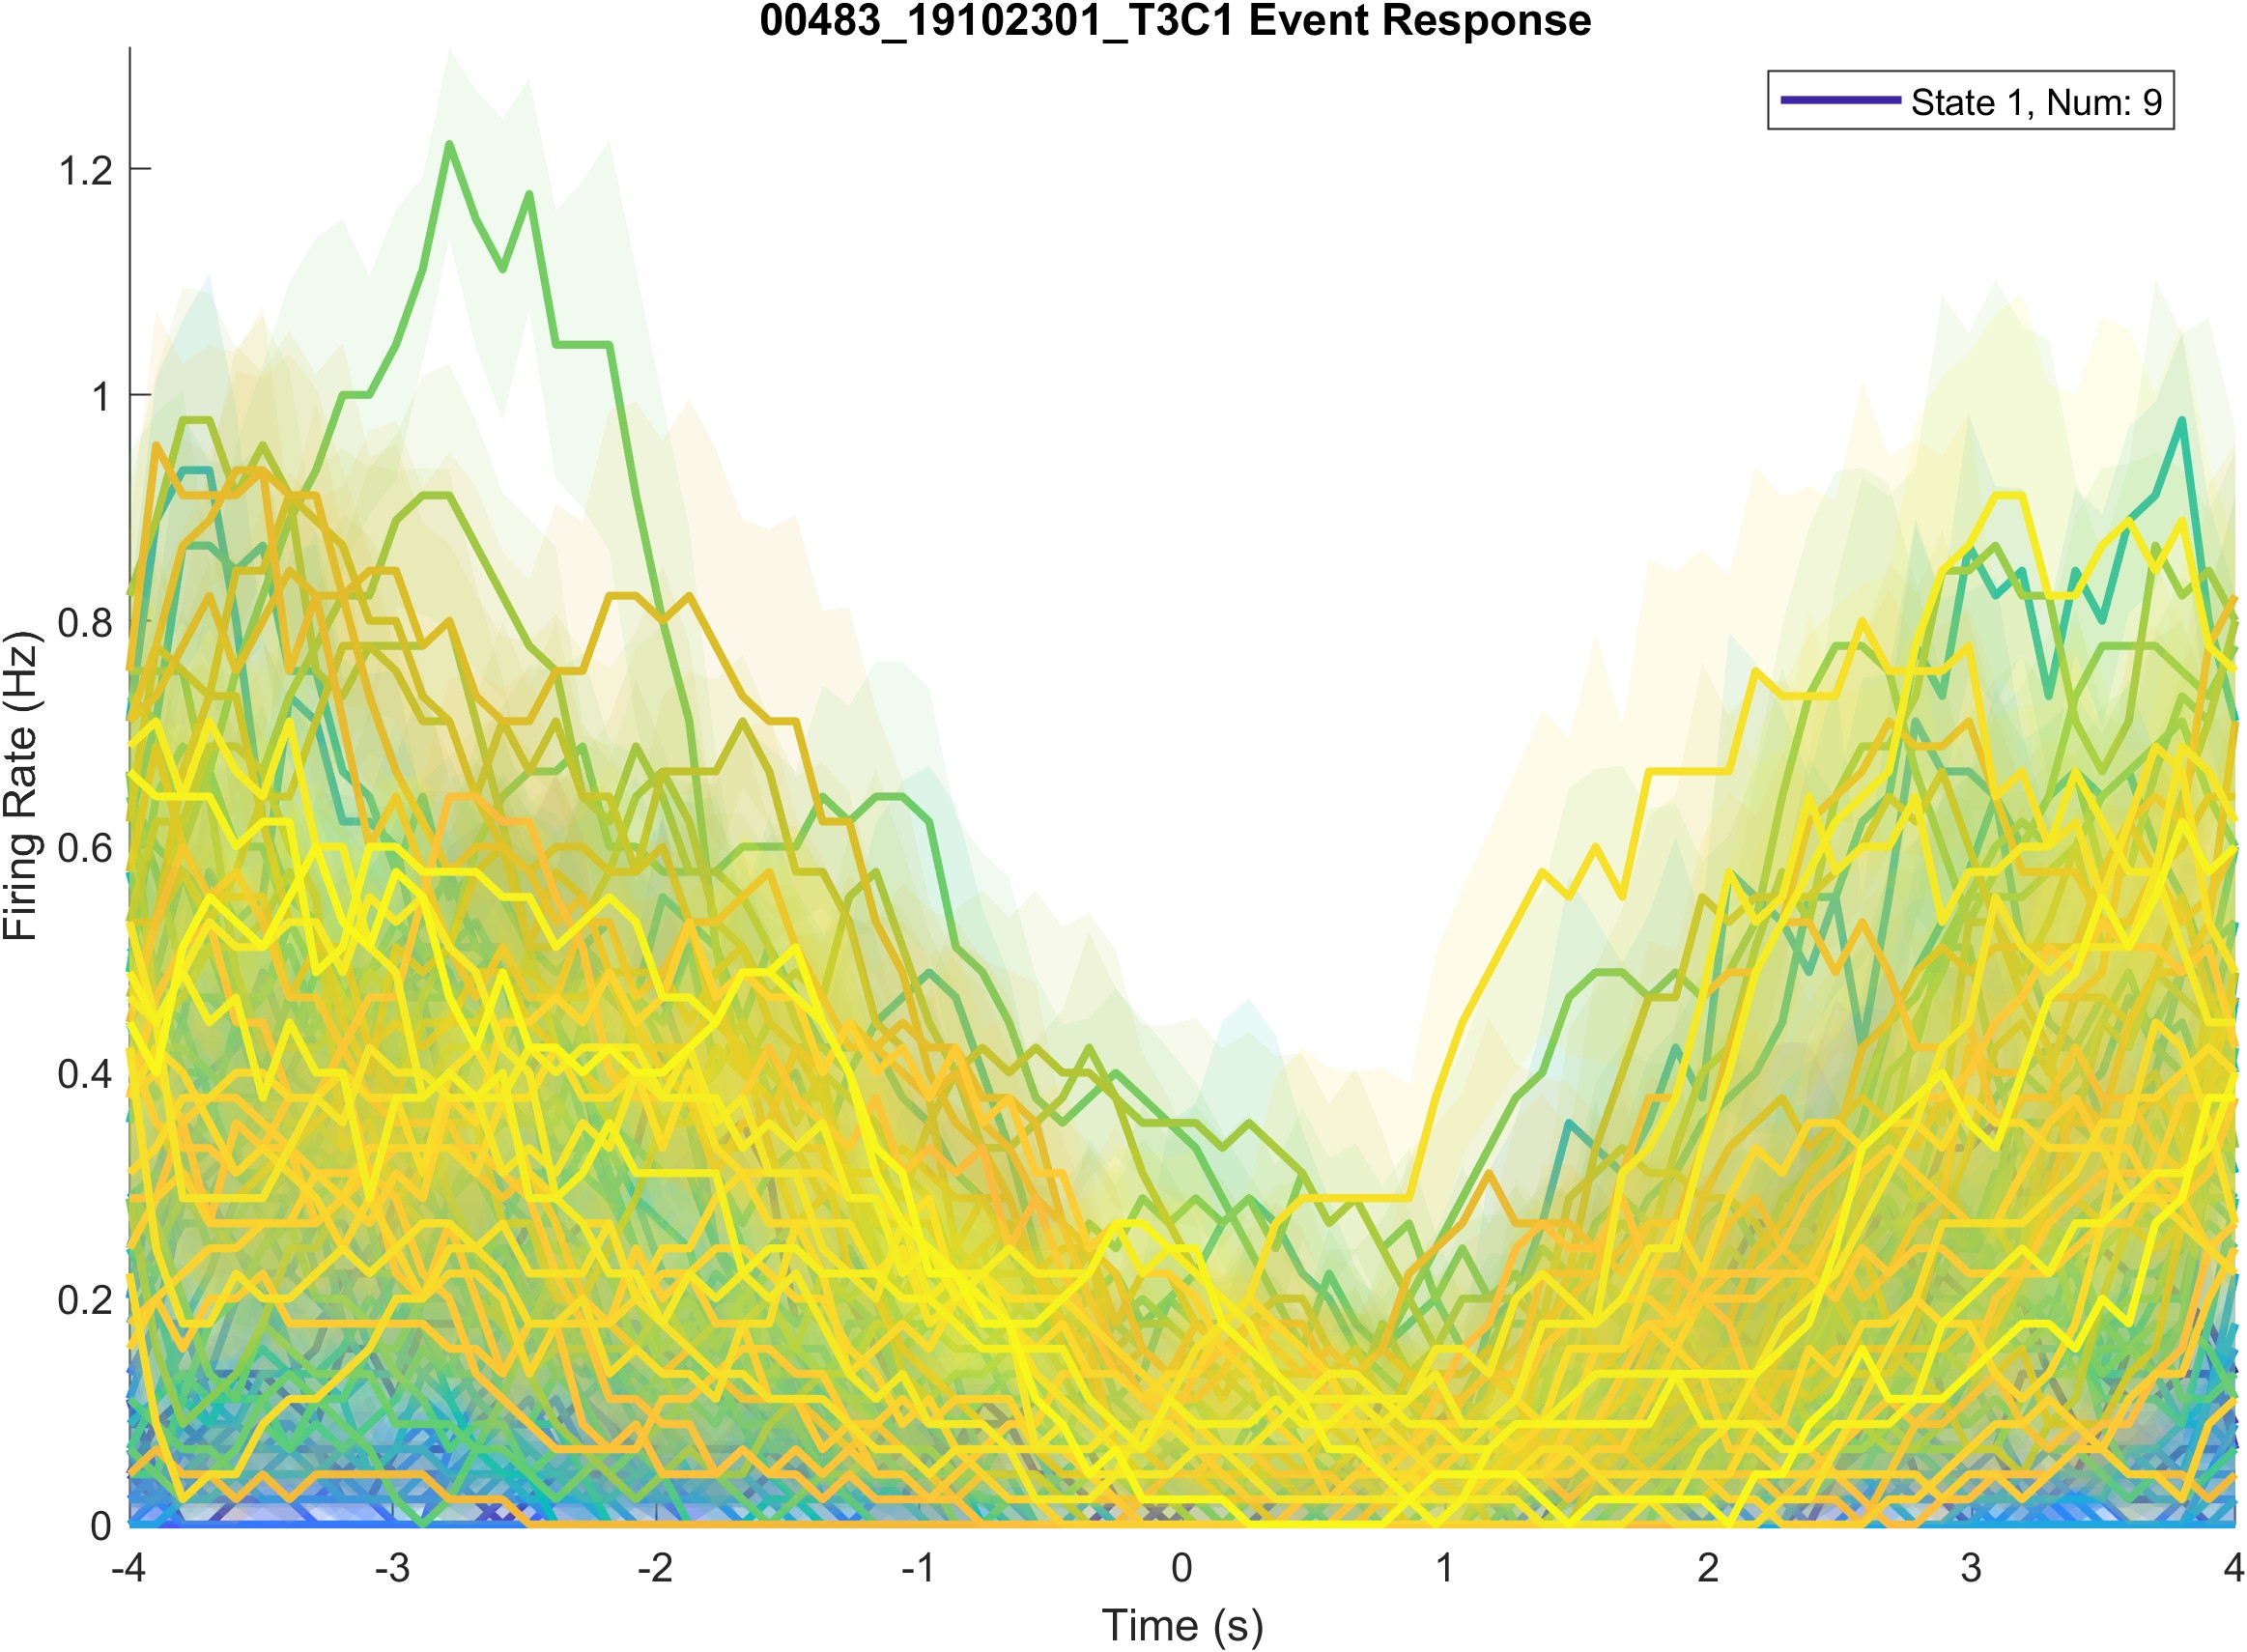 00483_19102301_T3C1 Event Response
State 1, Num: 9
1.2
1
0.8
0.6
0.4
0.2
0
Firing Rate (Hz)
-4 -3 -2 -1 0 1 2 3 4
Time (s)